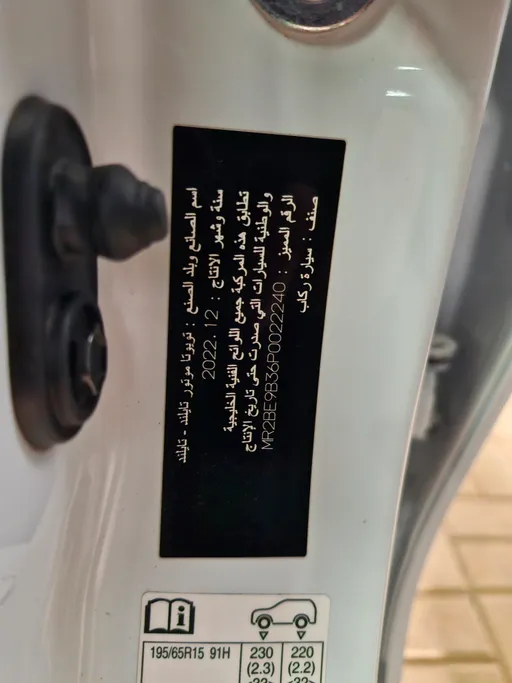 اسم الصانع وبلد الصنع : تويوتا موتور تايلند - تايلند
سنة وشهر الانتاج : 2022.12
تطابق هذه المركبة جميع اللوائح الفنية الخليجية
والوطنية للسيارات التي صدرت حتى تاريخ الإنتاج
الرقم المميز : MR2BE9B36P0022240
صنف : سيارة ركاب
195/65R15 91H
230
(2.3)
220
(2.2)